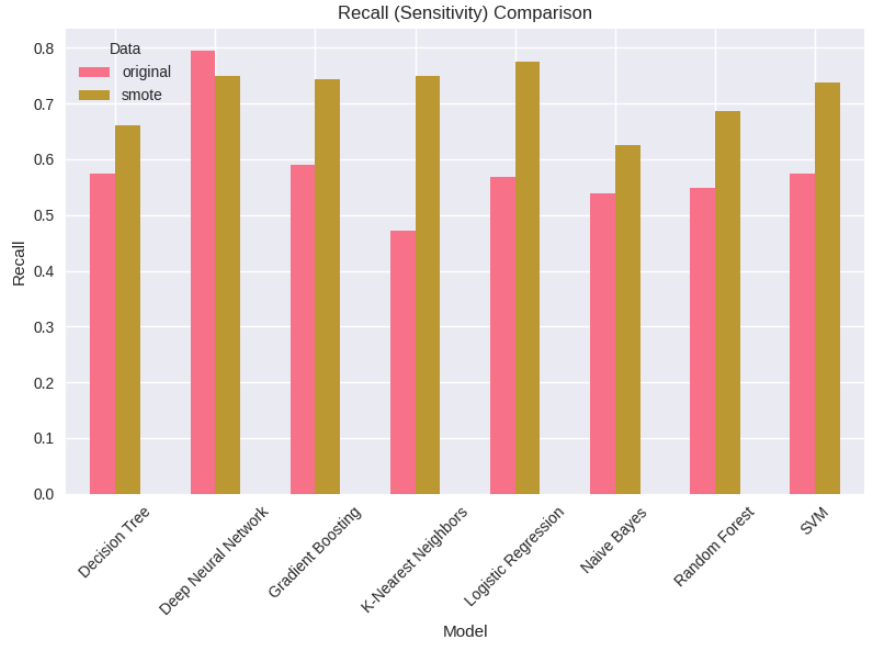 Recall (Sensitivity) Comparison
Data
original
smote
Recall
0.8
0.7
0.6
0.5
0.4
0.3
0.2
0.1
0.0
Decision Tree
Deep Neural Network
Gradient Boosting
K-Nearest Neighbors
Logistic Regression
Naive Bayes
Random Forest
SVM
Model